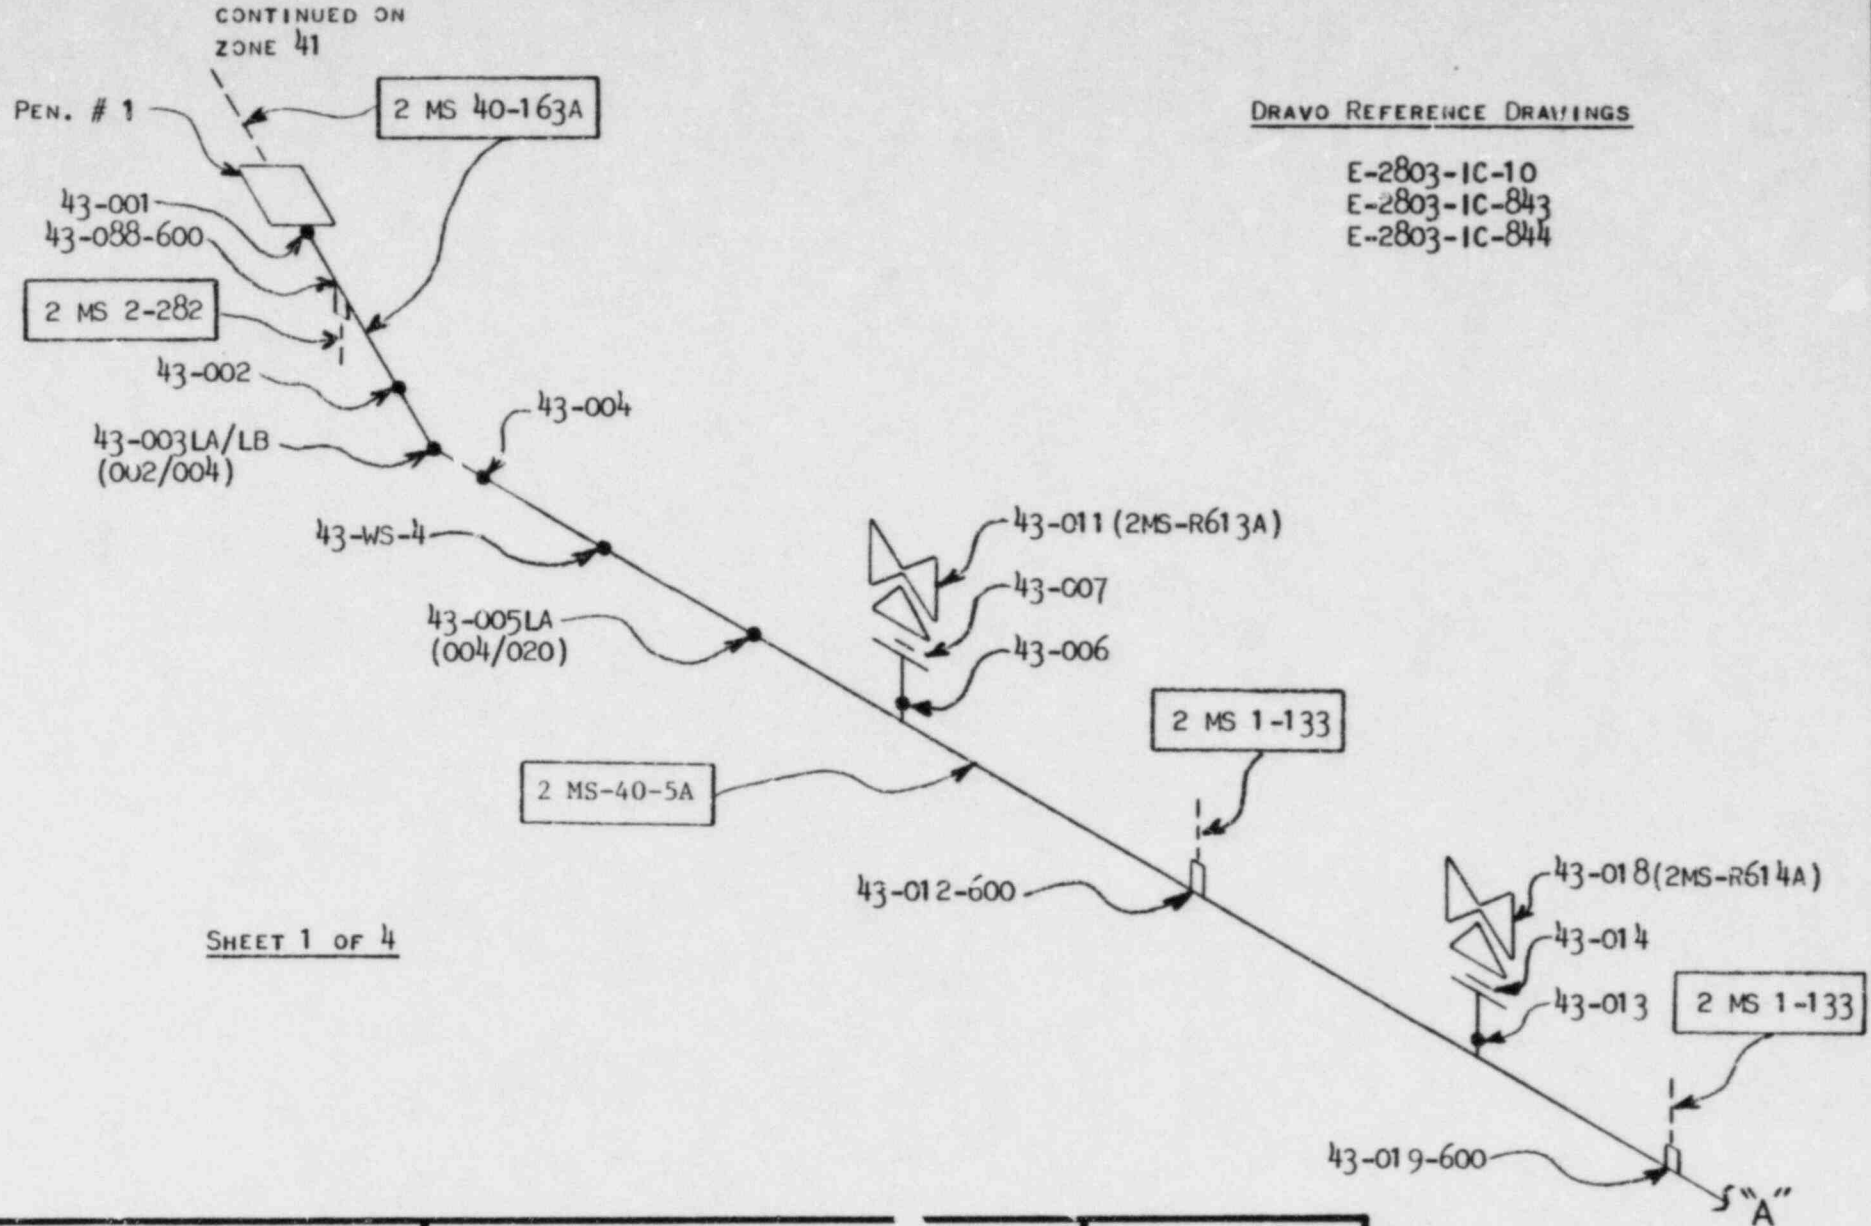 CONTINUED ON
ZONE 41
PEN. # 1
2 MS 40-163A
DRAVO REFERENCE DRAWINGS
E-2803-IC-10
E-2803-IC-843
E-2803-IC-844
43-001
43-088-600
2 MS 2-282
43-002
43-003LA/LB
(002/004)
43-004
43-WS-4
43-005LA
(004/020)
43-011 (2MS-R613A)
43-007
43-006
2 MS 1-133
2 MS-40-5A
43-012-600
43-018(2MS-R614A)
43-014
43-013
2 MS 1-133
SHEET 1 OF 4
43-019-600
"A"